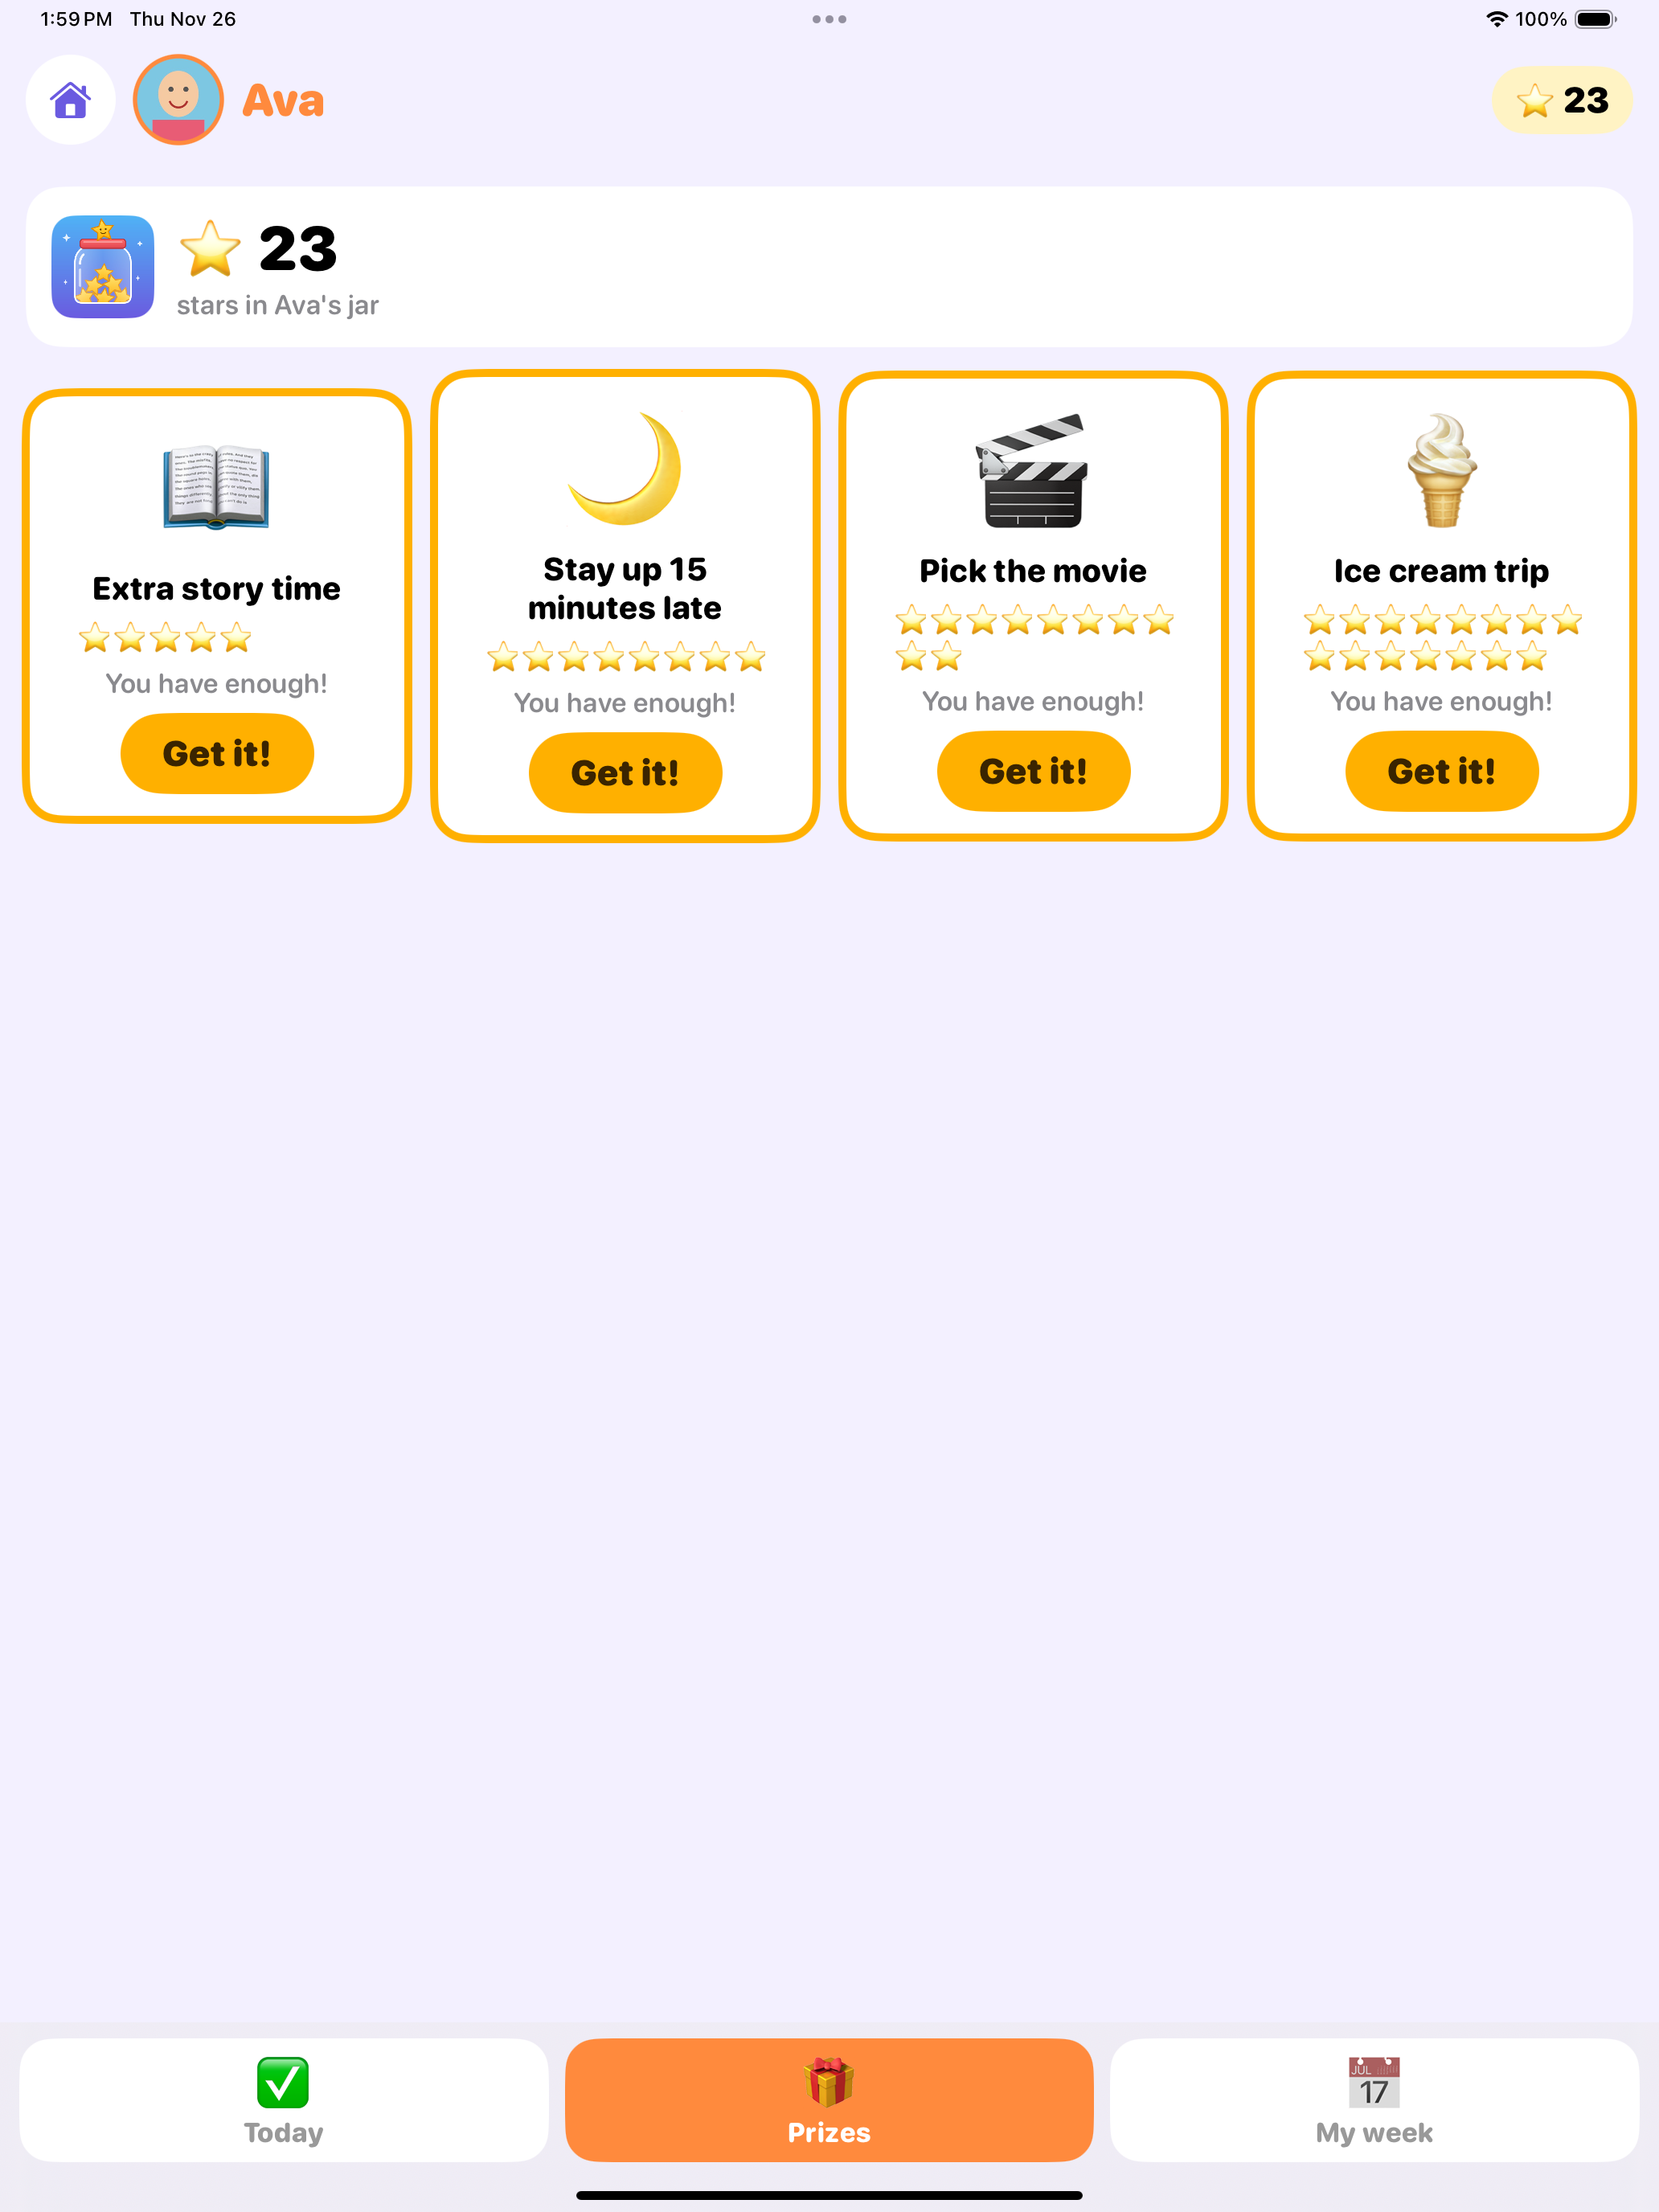 1:59 PM Thu Nov 26
100%
Ava
23
23
stars in Ava's jar
Extra story time
You have enough!
Get it!
Stay up 15
minutes late
You have enough!
Get it!
Pick the movie
You have enough!
Get it!
Ice cream trip
You have enough!
Get it!
Today
Prizes
JUL
17
My week